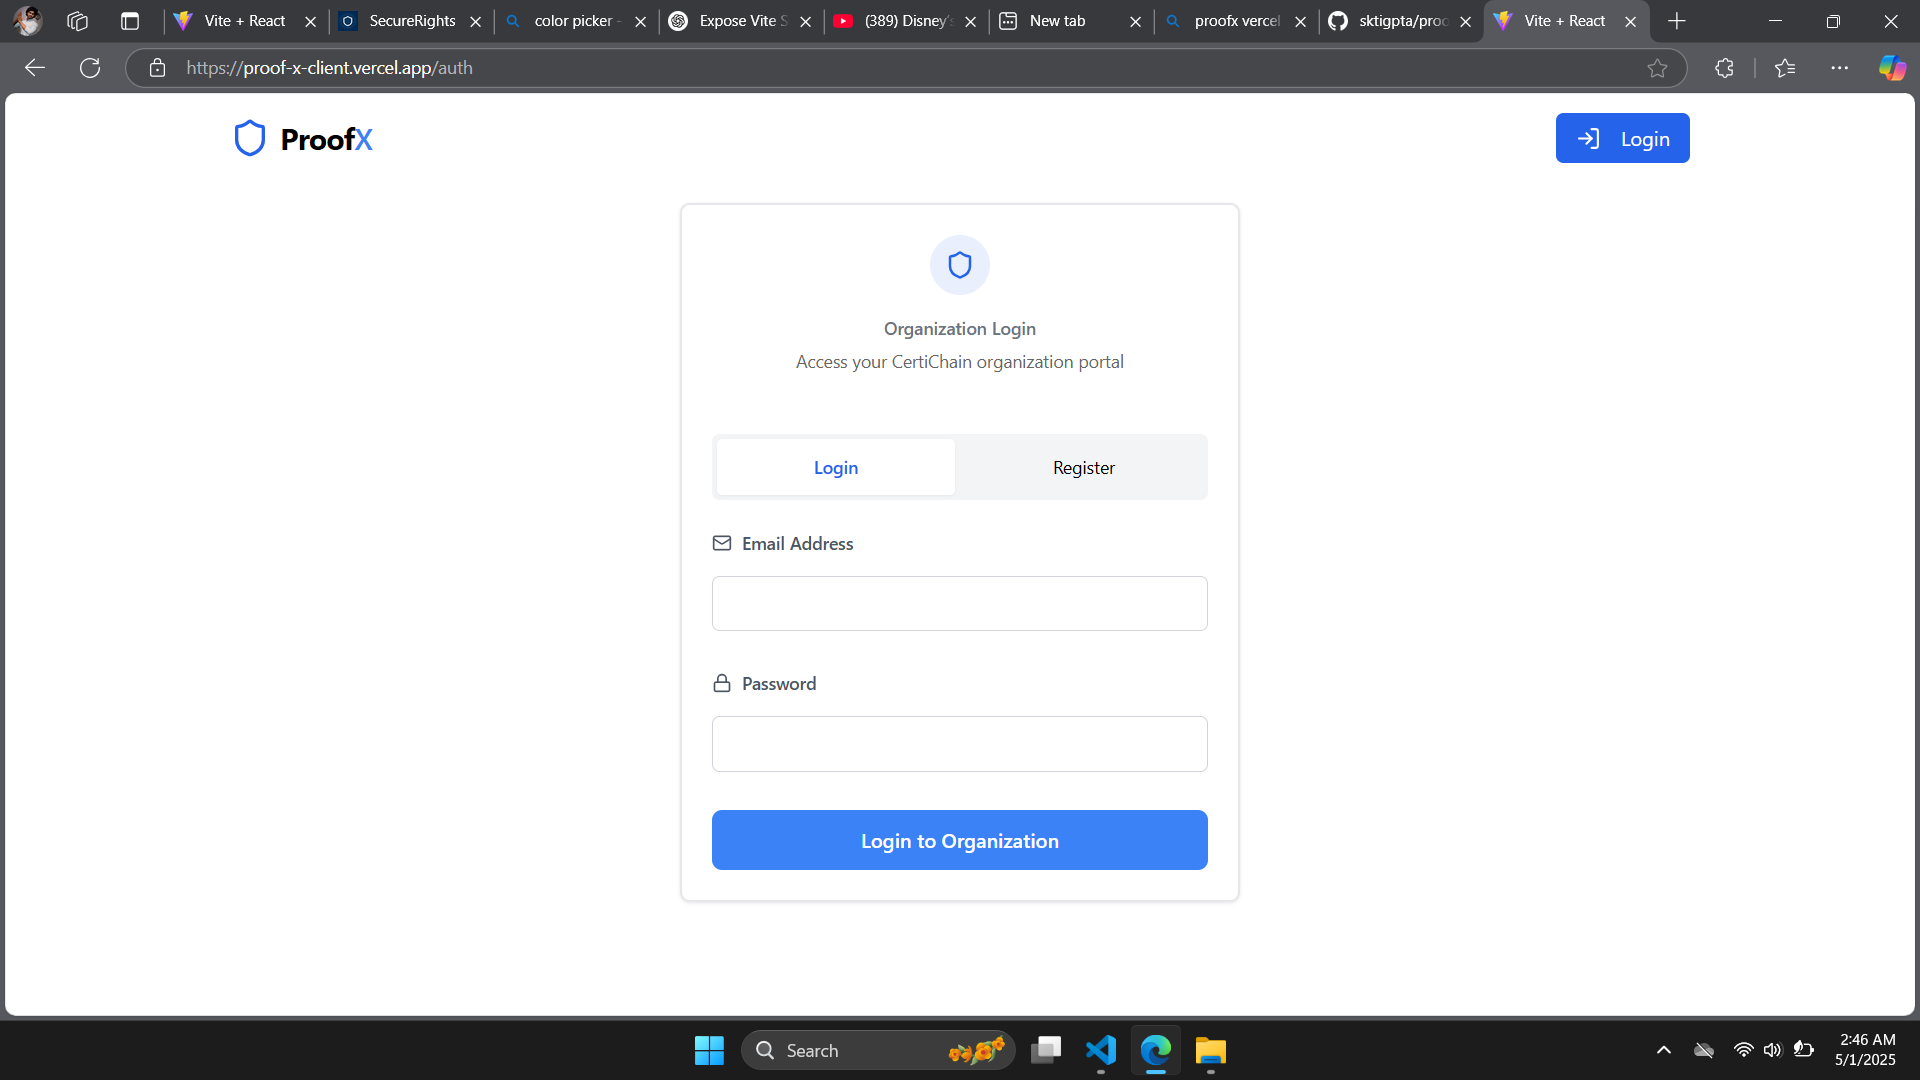 Vite + React
SecureRights
color picker -
Expose Vite S
(389) Disney's
New tab
proofx vercel
sktigpta/proo
Vite + React
https://proof-x-client.vercel.app/auth
ProofX
Login
Organization Login
Access your CertiChain organization portal
Login
Register
Email Address
Password
Login to Organization
Search
2:46 AM
5/1/2025